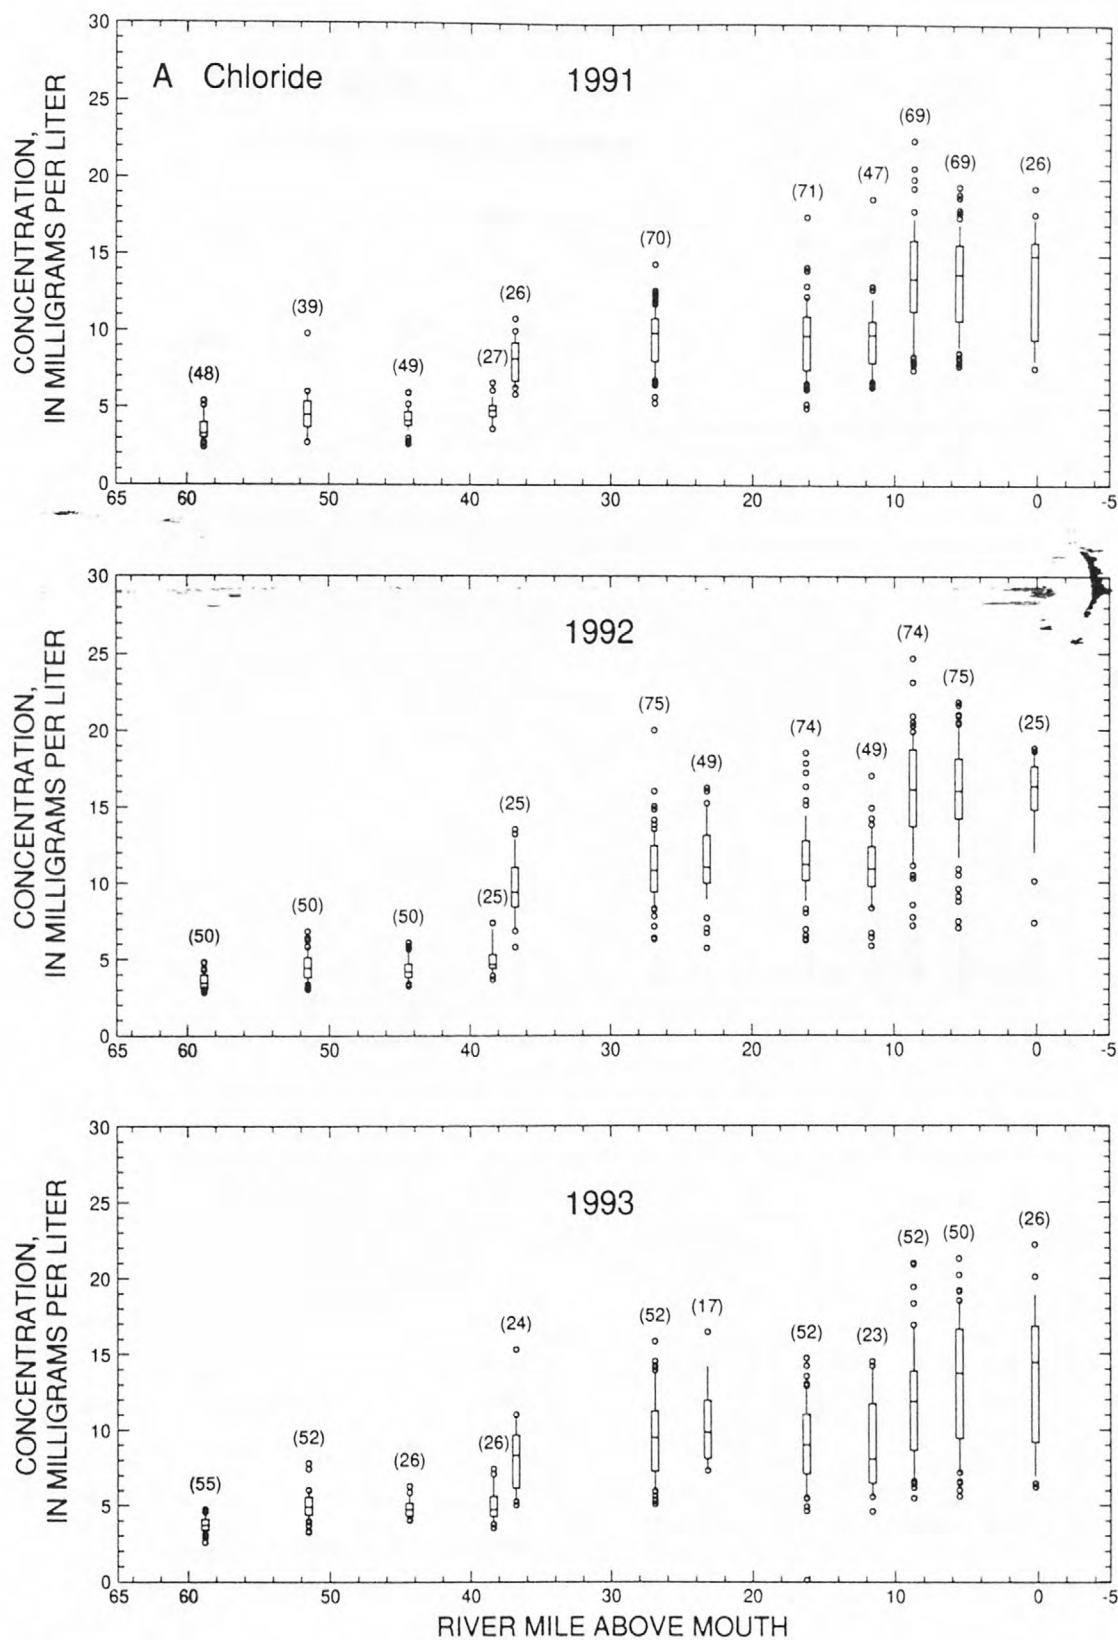 A Chloride 1991
CONCENTRATION,
IN MILLIGRAMS PER LITER
30
25
20
15
10
5
0
(48) (39) (49) (27) (26) (70) (71) (47) (69) (69) (26)
65 60 50 40 30 20 10 0 -5
1992
CONCENTRATION,
IN MILLIGRAMS PER LITER
30
25
20
15
10
5
0
(50) (50) (50) (25) (25) (75) (49) (74) (49) (74) (75) (25)
65 60 50 40 30 20 10 0 -5
1993
CONCENTRATION,
IN MILLIGRAMS PER LITER
30
25
20
15
10
5
0
(55) (52) (26) (26) (24) (52) (17) (52) (23) (52) (50) (26)
65 60 50 40 30 20 10 0 -5
RIVER MILE ABOVE MOUTH